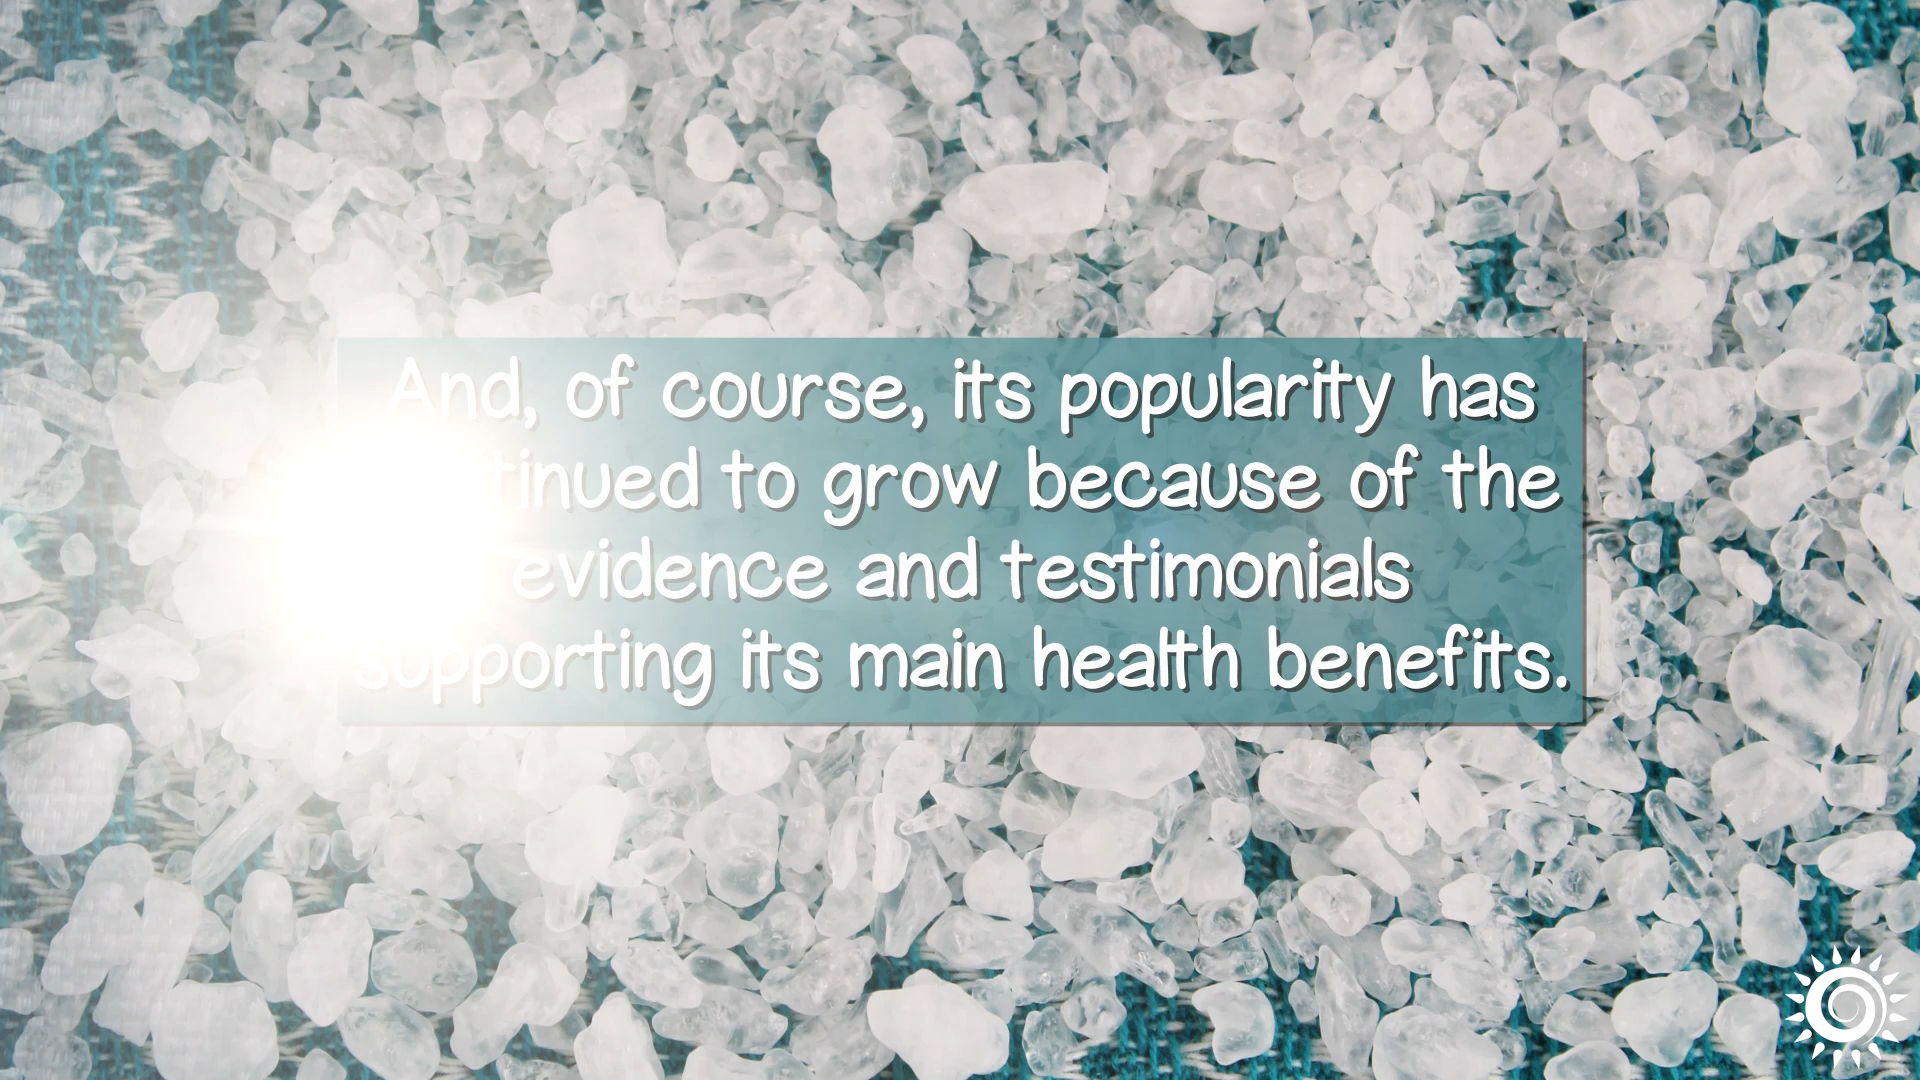 And, of course, its popularity has
tinued to grow because of the
evidence and testimonials
supporting its main health benefits.